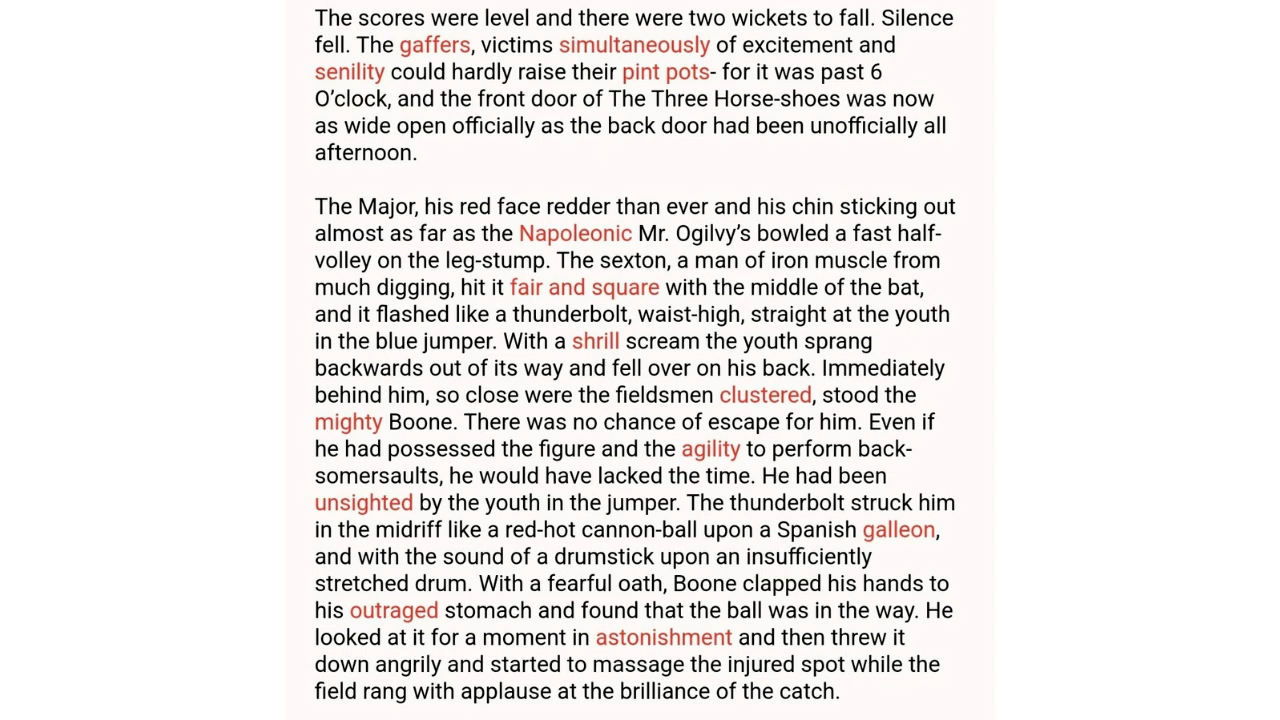 The scores were level and there were two wickets to fall. Silence
fell. The gaffers, victims simultaneously of excitement and
senility could hardly raise their pint pots- for it was past 6
O’clock, and the front door of The Three Horse-shoes was now
as wide open officially as the back door had been unofficially all
afternoon.
The Major, his red face redder than ever and his chin sticking out
almost as far as the Napoleonic Mr. Ogilvy’s bowled a fast half-
volley on the leg-stump. The sexton, a man of iron muscle from
much digging, hit it fair and square with the middle of the bat,
and it flashed like a thunderbolt, waist-high, straight at the youth
in the blue jumper. With a shrill scream the youth sprang
backwards out of its way and fell over on his back. Immediately
behind him, so close were the fieldsmen clustered, stood the
mighty Boone. There was no chance of escape for him. Even if
he had possessed the figure and the agility to perform back-
somersaults, he would have lacked the time. He had been
unsighted by the youth in the jumper. The thunderbolt struck him
in the midriff like a red-hot cannon-ball upon a Spanish galleon,
and with the sound of a drumstick upon an insufficiently
stretched drum. With a fearful oath, Boone clapped his hands to
his outraged stomach and found that the ball was in the way. He
looked at it for a moment in astonishment and then threw it
down angrily and started to massage the injured spot while the
field rang with applause at the brilliance of the catch.